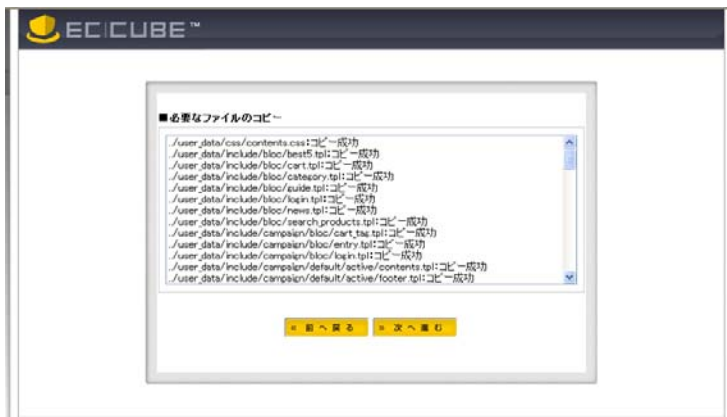 EC CUBE™
■必要なファイルのコピー
../user_data/css/contents.css:コピー成功
../user_data/include/bloc/best5.tpl:コピー成功
../user_data/include/bloc/cart.tpl:コピー成功
../user_data/include/bloc/category.tpl:コピー成功
../user_data/include/bloc/guide.tpl:コピー成功
../user_data/include/bloc/login.tpl:コピー成功
../user_data/include/bloc/news.tpl:コピー成功
../user_data/include/bloc/search_products.tpl:コピー成功
../user_data/include/campaign/bloc/cart_tag.tpl:コピー成功
../user_data/include/campaign/bloc/entry.tpl:コピー成功
../user_data/include/campaign/bloc/login.tpl:コピー成功
../user_data/include/campaign/default/active/contents.tpl:コピー成功
../user_data/include/campaign/default/active/footer.tpl:コピー成功
« 前へ戻る
» 次へ進む